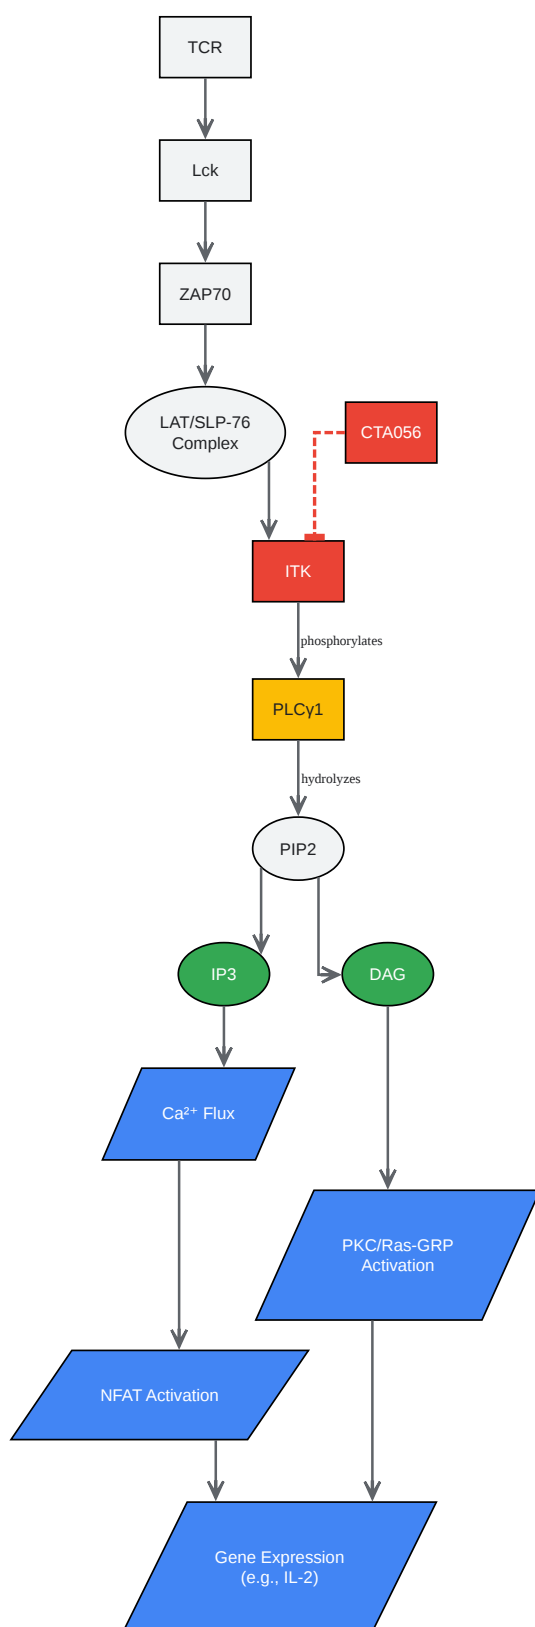 TCR
Lck
ZAP70
LAT/SLP-76
Complex
CTA056
ITK
phosphorylates
PLCγ1
hydrolyzes
PIP2
IP3
DAG
Ca²⁺ Flux
PKC/Ras-GRP
Activation
NFAT Activation
Gene Expression
(e.g., IL-2)